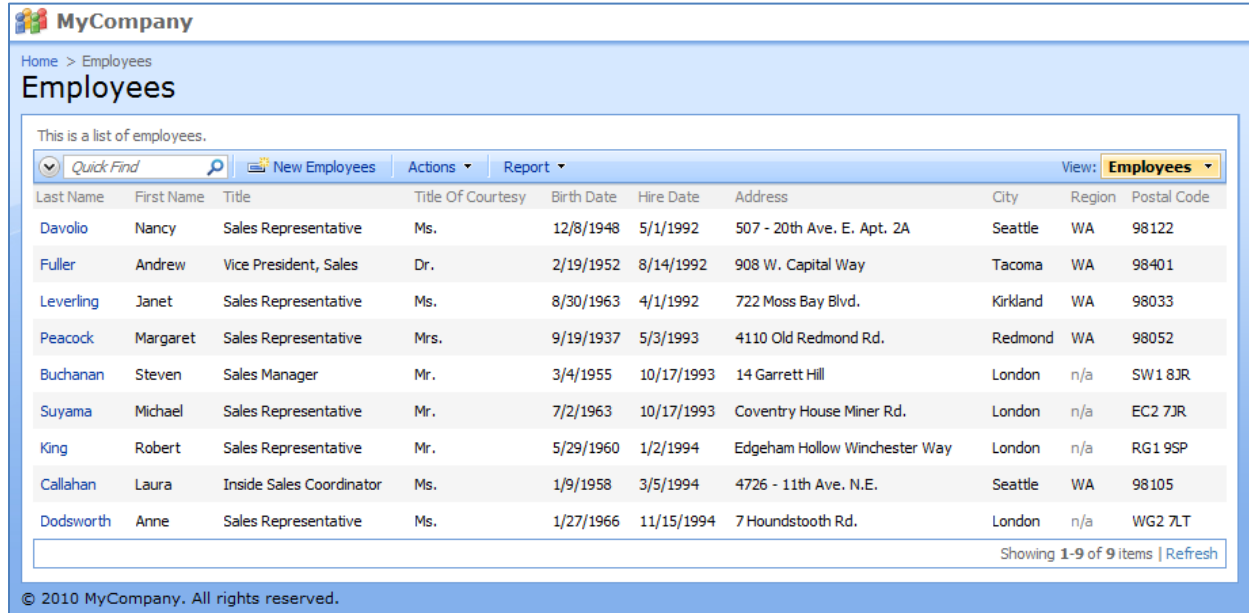 MyCompany
Home > Employees
Employees
This is a list of employees.
Quick Find New Employees Actions Report View: Employees
Last Name First Name Title Title Of Courtesy Birth Date Hire Date Address City Region Postal Code
Davolio Nancy Sales Representative Ms. 12/8/1948 5/1/1992 507 - 20th Ave. E. Apt. 2A Seattle WA 98122
Fuller Andrew Vice President, Sales Dr. 2/19/1952 8/14/1992 908 W. Capital Way Tacoma WA 98401
Leverling Janet Sales Representative Ms. 8/30/1963 4/1/1992 722 Moss Bay Blvd. Kirkland WA 98033
Peacock Margaret Sales Representative Mrs. 9/19/1937 5/3/1993 4110 Old Redmond Rd. Redmond WA 98052
Buchanan Steven Sales Manager Mr. 3/4/1955 10/17/1993 14 Garrett Hill London n/a SW1 8JR
Suyama Michael Sales Representative Mr. 7/2/1963 10/17/1993 Coventry House Miner Rd. London n/a EC2 7JR
King Robert Sales Representative Mr. 5/29/1960 1/2/1994 Edgeham Hollow Winchester Way London n/a RG1 9SP
Callahan Laura Inside Sales Coordinator Ms. 1/9/1958 3/5/1994 4726 - 11th Ave. N.E. Seattle WA 98105
Dodsworth Anne Sales Representative Ms. 1/27/1966 11/15/1994 7 Houndstooth Rd. London n/a WG2 7LT
Showing 1-9 of 9 items | Refresh
© 2010 MyCompany. All rights reserved.